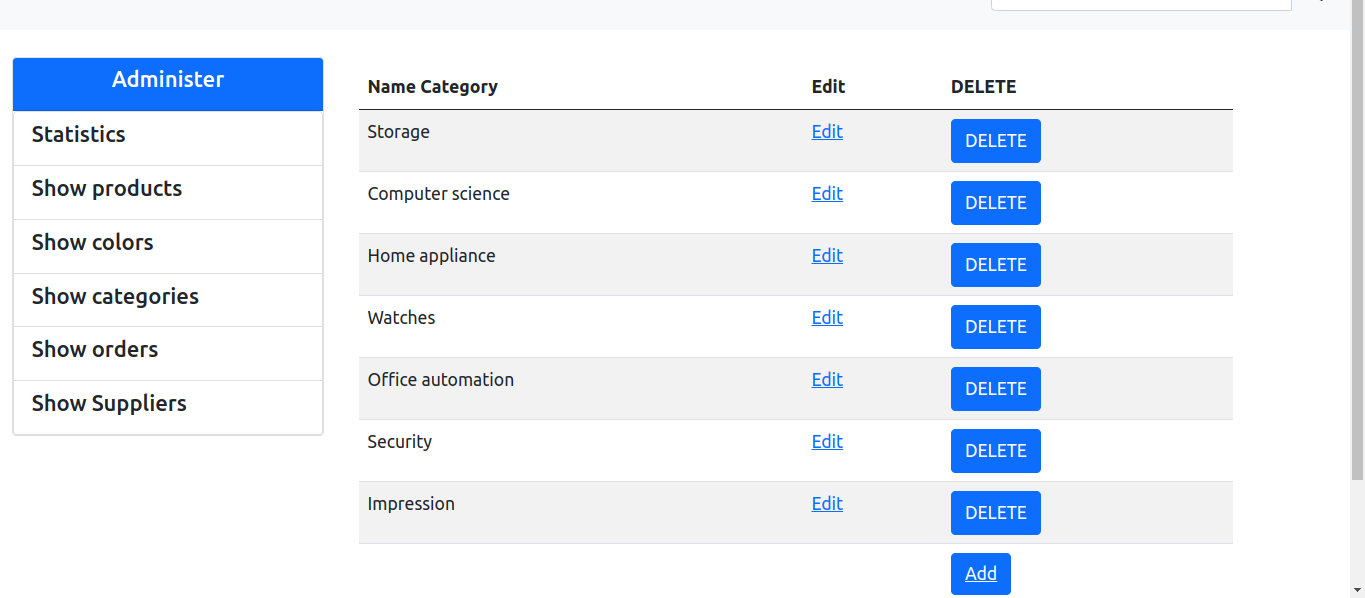 Administer
Statistics
Show products
Show colors
Show categories
Show orders
Show Suppliers
Name Category Edit DELETE
Storage Edit DELETE
Computer science Edit DELETE
Home appliance Edit DELETE
Watches Edit DELETE
Office automation Edit DELETE
Security Edit DELETE
Impression Edit DELETE
Add